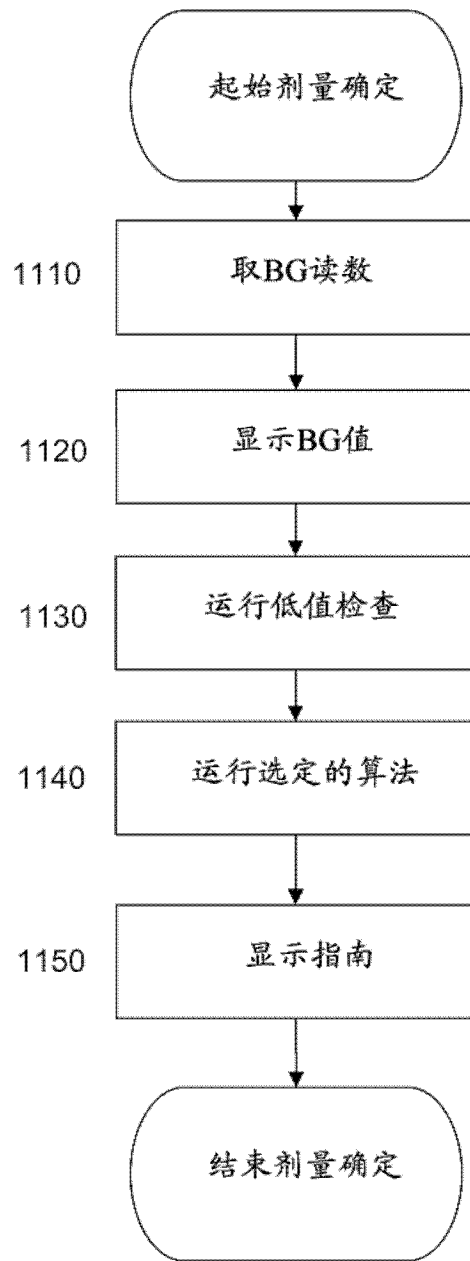 起始剂量确定
1110
取BG读数
1120
显示BG值
1130
运行低值检查
1140
运行选定的算法
1150
显示指南
结束剂量确定